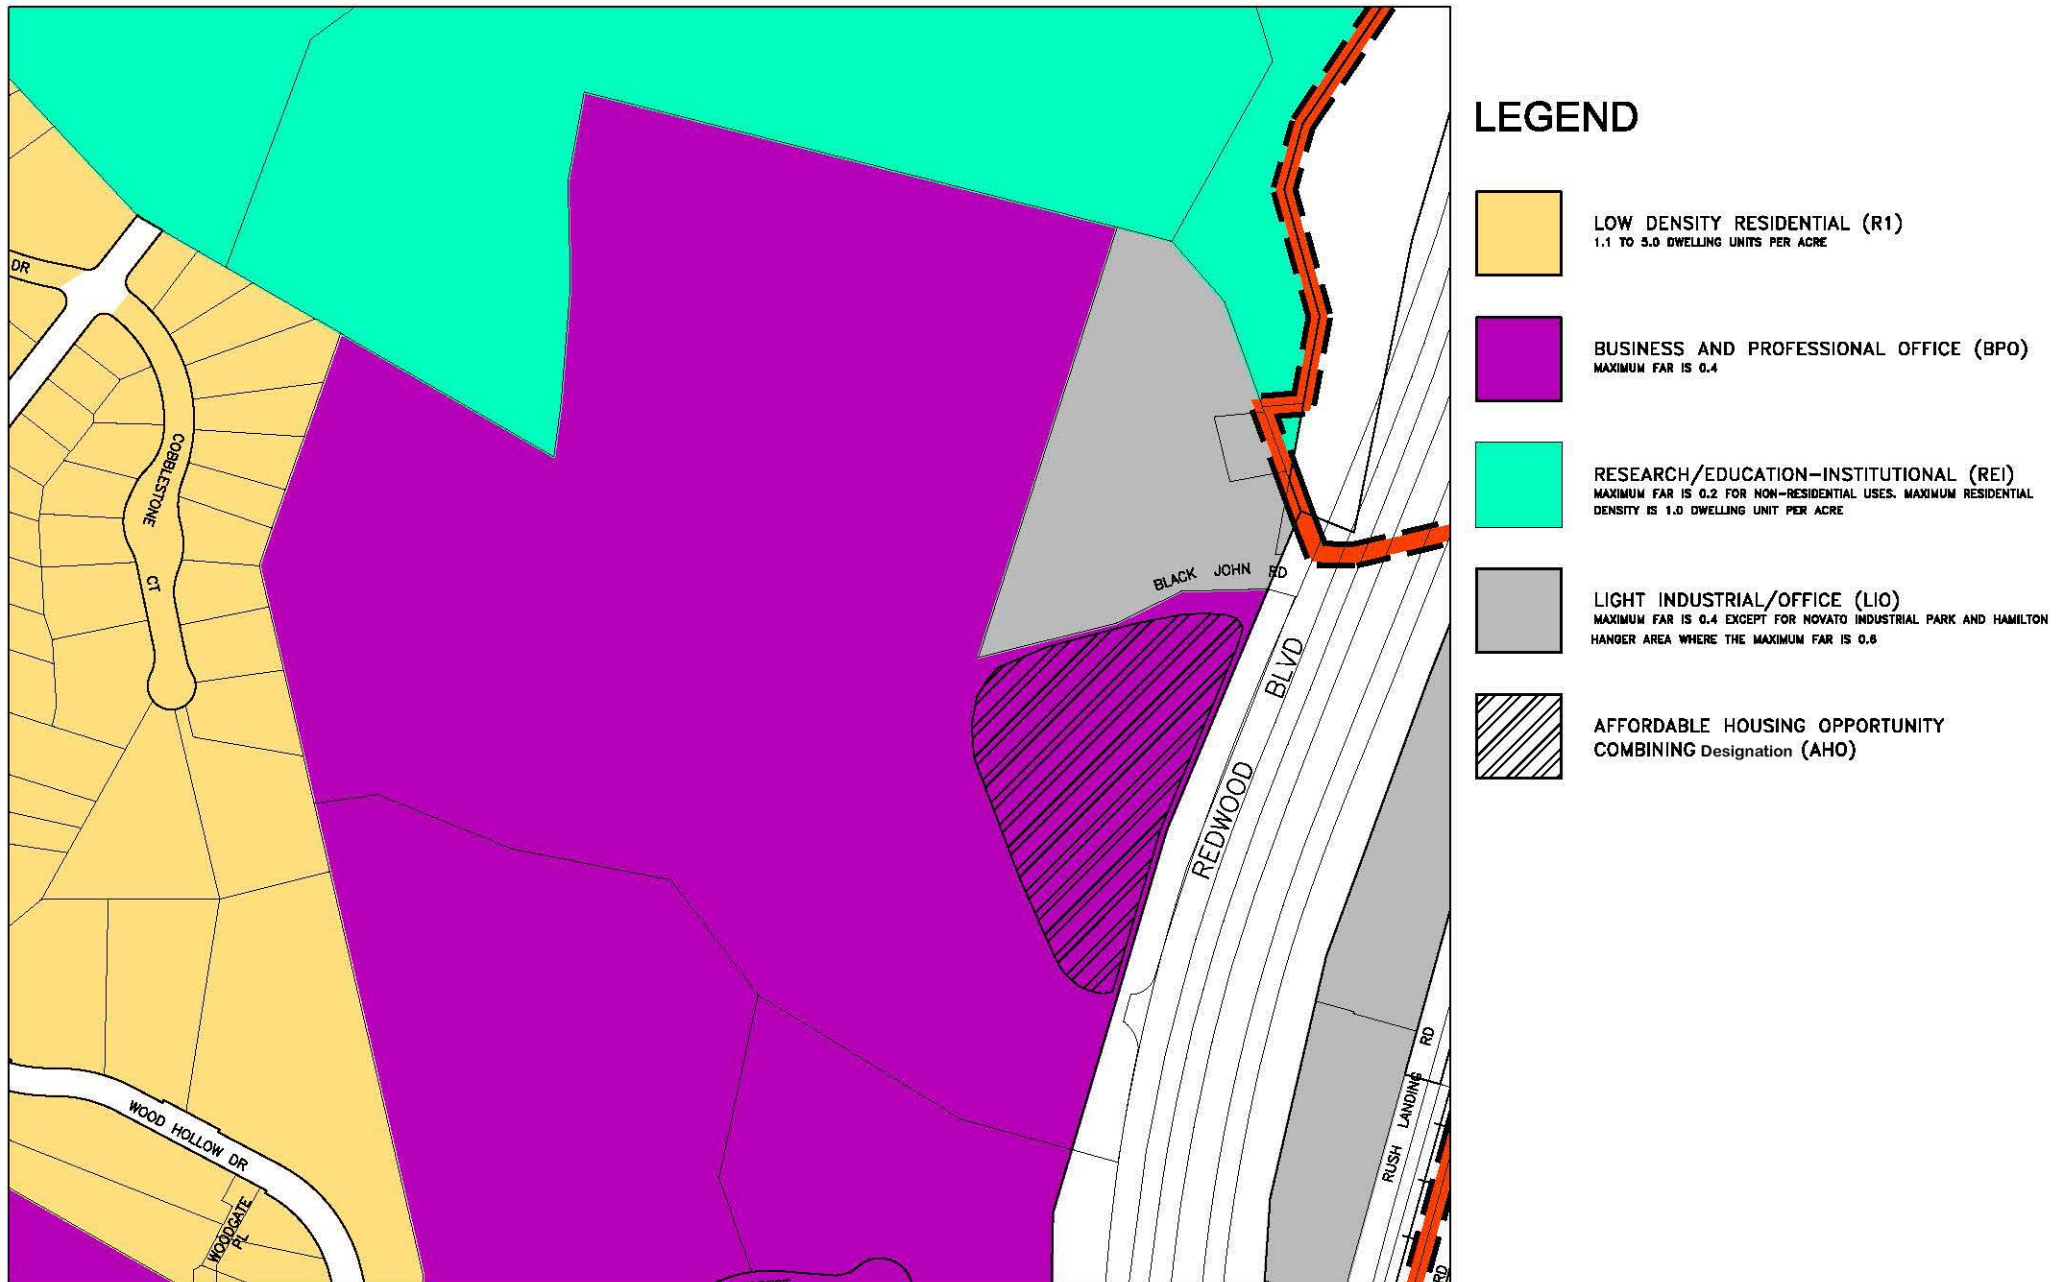 DR
COBBLESTONE
CT
BLACK JOHN RD
REDWOOD BLVD
RUSH LANDING RD
RD
WOOD HOLLOW DR
WOODGATE
PL
LEGEND
LOW DENSITY RESIDENTIAL (R1)
1.1 TO 5.0 DWELLING UNITS PER ACRE
BUSINESS AND PROFESSIONAL OFFICE (BPO)
MAXIMUM FAR IS 0.4
RESEARCH/EDUCATION-INSTITUTIONAL (REI)
MAXIMUM FAR IS 0.2 FOR NON-RESIDENTIAL USES. MAXIMUM RESIDENTIAL
DENSITY IS 1.0 DWELLING UNIT PER ACRE
LIGHT INDUSTRIAL/OFFICE (LIO)
MAXIMUM FAR IS 0.4 EXCEPT FOR NOVATO INDUSTRIAL PARK AND HAMILTON
HANGER AREA WHERE THE MAXIMUM FAR IS 0.6
AFFORDABLE HOUSING OPPORTUNITY
COMBINING Designation (AHO)